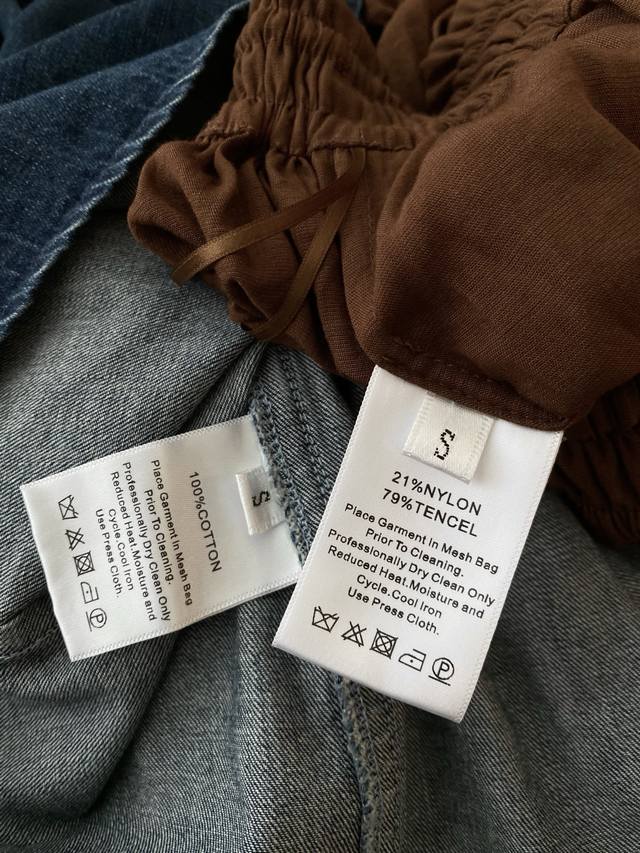 S
100%COTTON
Place Garment in Mesh Bag
Prior To Cleaning.
Professionally Dry Clean Only
Reduced Heat.Moisture and
Cycle.Cool Iron
Use Press Cloth.
P
S
21%NYLON
79%TENCEL
Place Garment in Mesh Bag
Prior To Cleaning.
Professionally Dry Clean Only
Reduced Heat.Moisture and
Cycle.Cool Iron
Use Press Cloth.
P